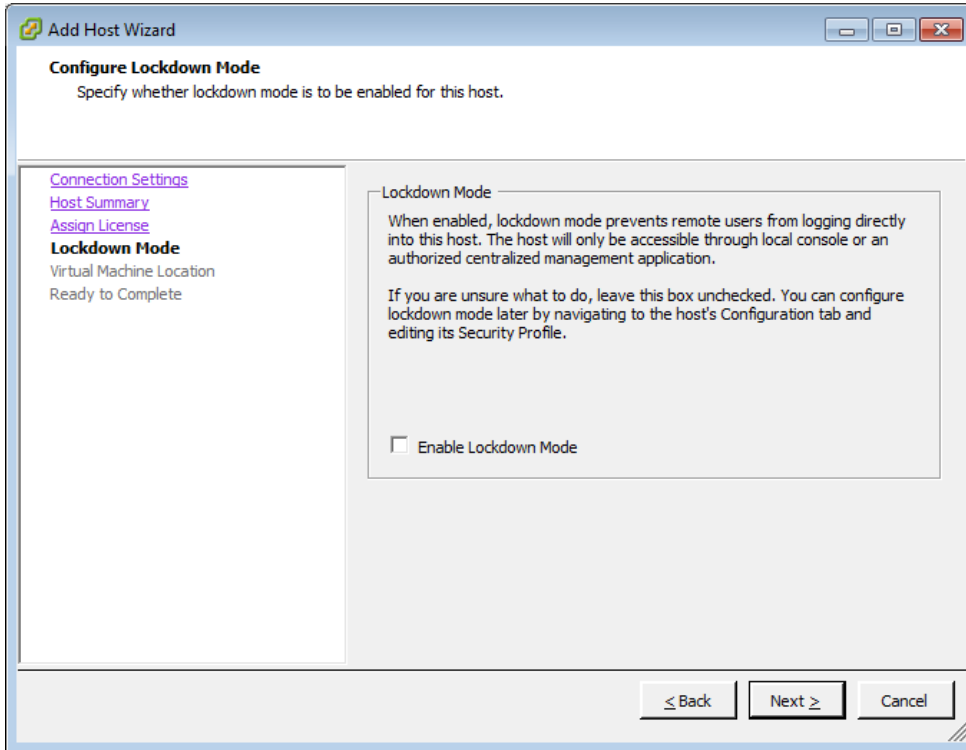 Add Host Wizard
Configure Lockdown Mode
Specify whether lockdown mode is to be enabled for this host.
Connection Settings
Host Summary
Assign License
Lockdown Mode
Virtual Machine Location
Ready to Complete
Lockdown Mode
When enabled, lockdown mode prevents remote users from logging directly
into this host. The host will only be accessible through local console or an
authorized centralized management application.
If you are unsure what to do, leave this box unchecked. You can configure
lockdown mode later by navigating to the host's Configuration tab and
editing its Security Profile.
Enable Lockdown Mode
< Back
Next >
Cancel